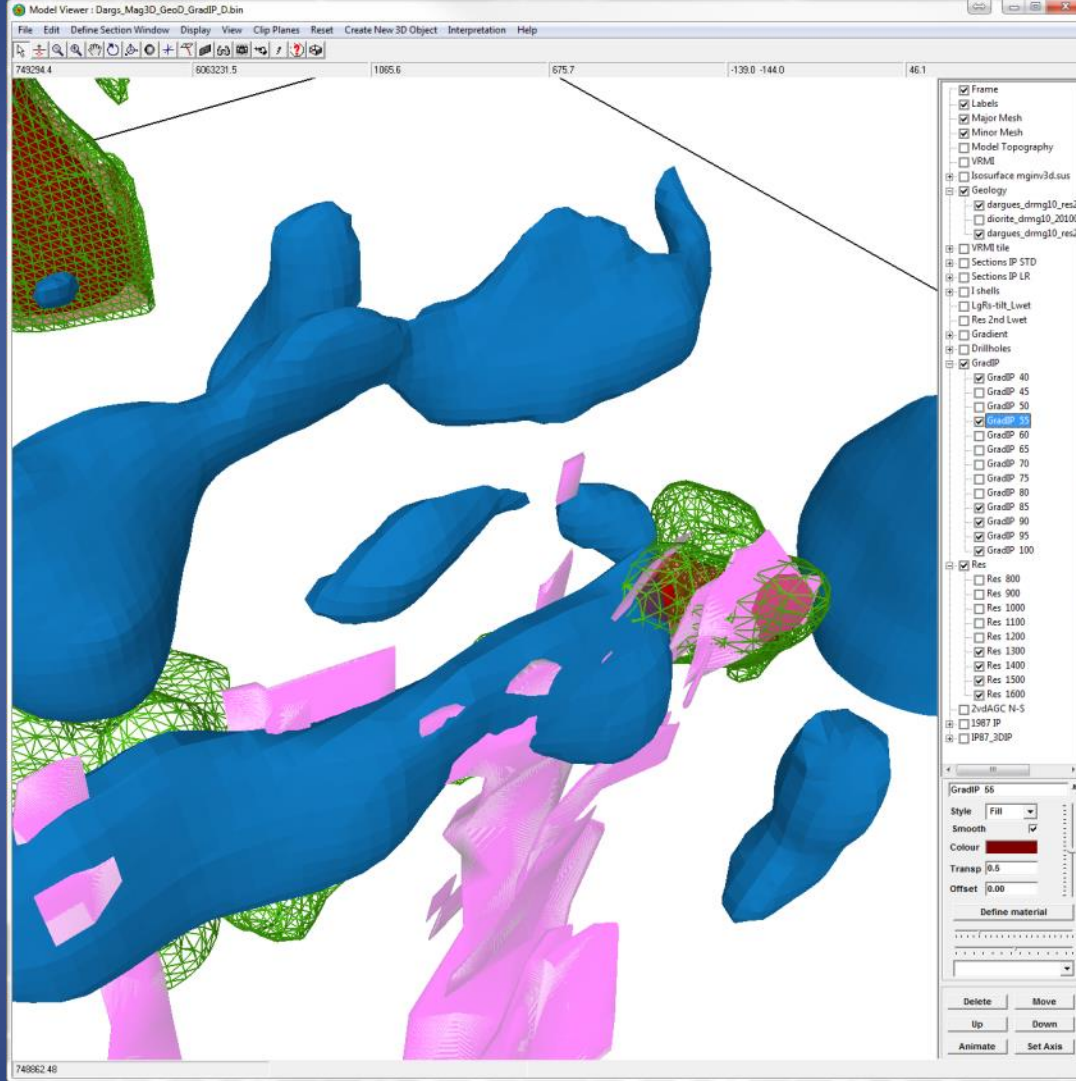 Model Viewer : Dargs_Mag3D_GeoD_GradIP_D.bin
File Edit Define Section Window Display View Clip Planes Reset Create New 3D Object Interpretation Help
749294.4 6063231.5 1065.6 675.7 -139.0 -144.0 46.1
Frame
Labels
Major Mesh
Minor Mesh
Model Topography
VRMI
Isosurface mginv3d.sus
Geology
dargues_drmg10_res2
diorite_drmg10_20100
dargues_drmg10_res2
VRMI tile
Sections IP STD
Sections IP LR
I shells
LgRs-tilt_Lwet
Res 2nd Lwet
Gradient
Drillholes
GradIP
GradIP 40
GradIP 45
GradIP 50
GradIP 55
GradIP 60
GradIP 65
GradIP 70
GradIP 75
GradIP 80
GradIP 85
GradIP 90
GradIP 95
GradIP 100
Res
Res 800
Res 900
Res 1000
Res 1100
Res 1200
Res 1300
Res 1400
Res 1500
Res 1600
2vdAGC N-S
1987 IP
IP87_3DIP
GradIP 55
Style Fill
Smooth
Colour
Transp 0.5
Offset 0.00
Define material
Delete Move
Up Down
Animate Set Axis
748862.48